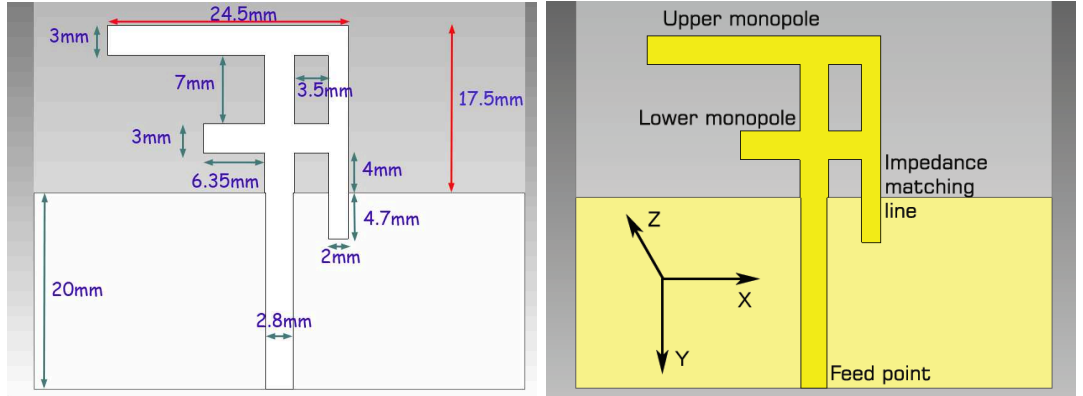 24.5mm
3mm
7mm
3.5mm
17.5mm
3mm
6.35mm
4mm
4.7mm
2mm
20mm
2.8mm
Upper monopole
Lower monopole
Impedance
matching
line
Z
X
Y
Feed point